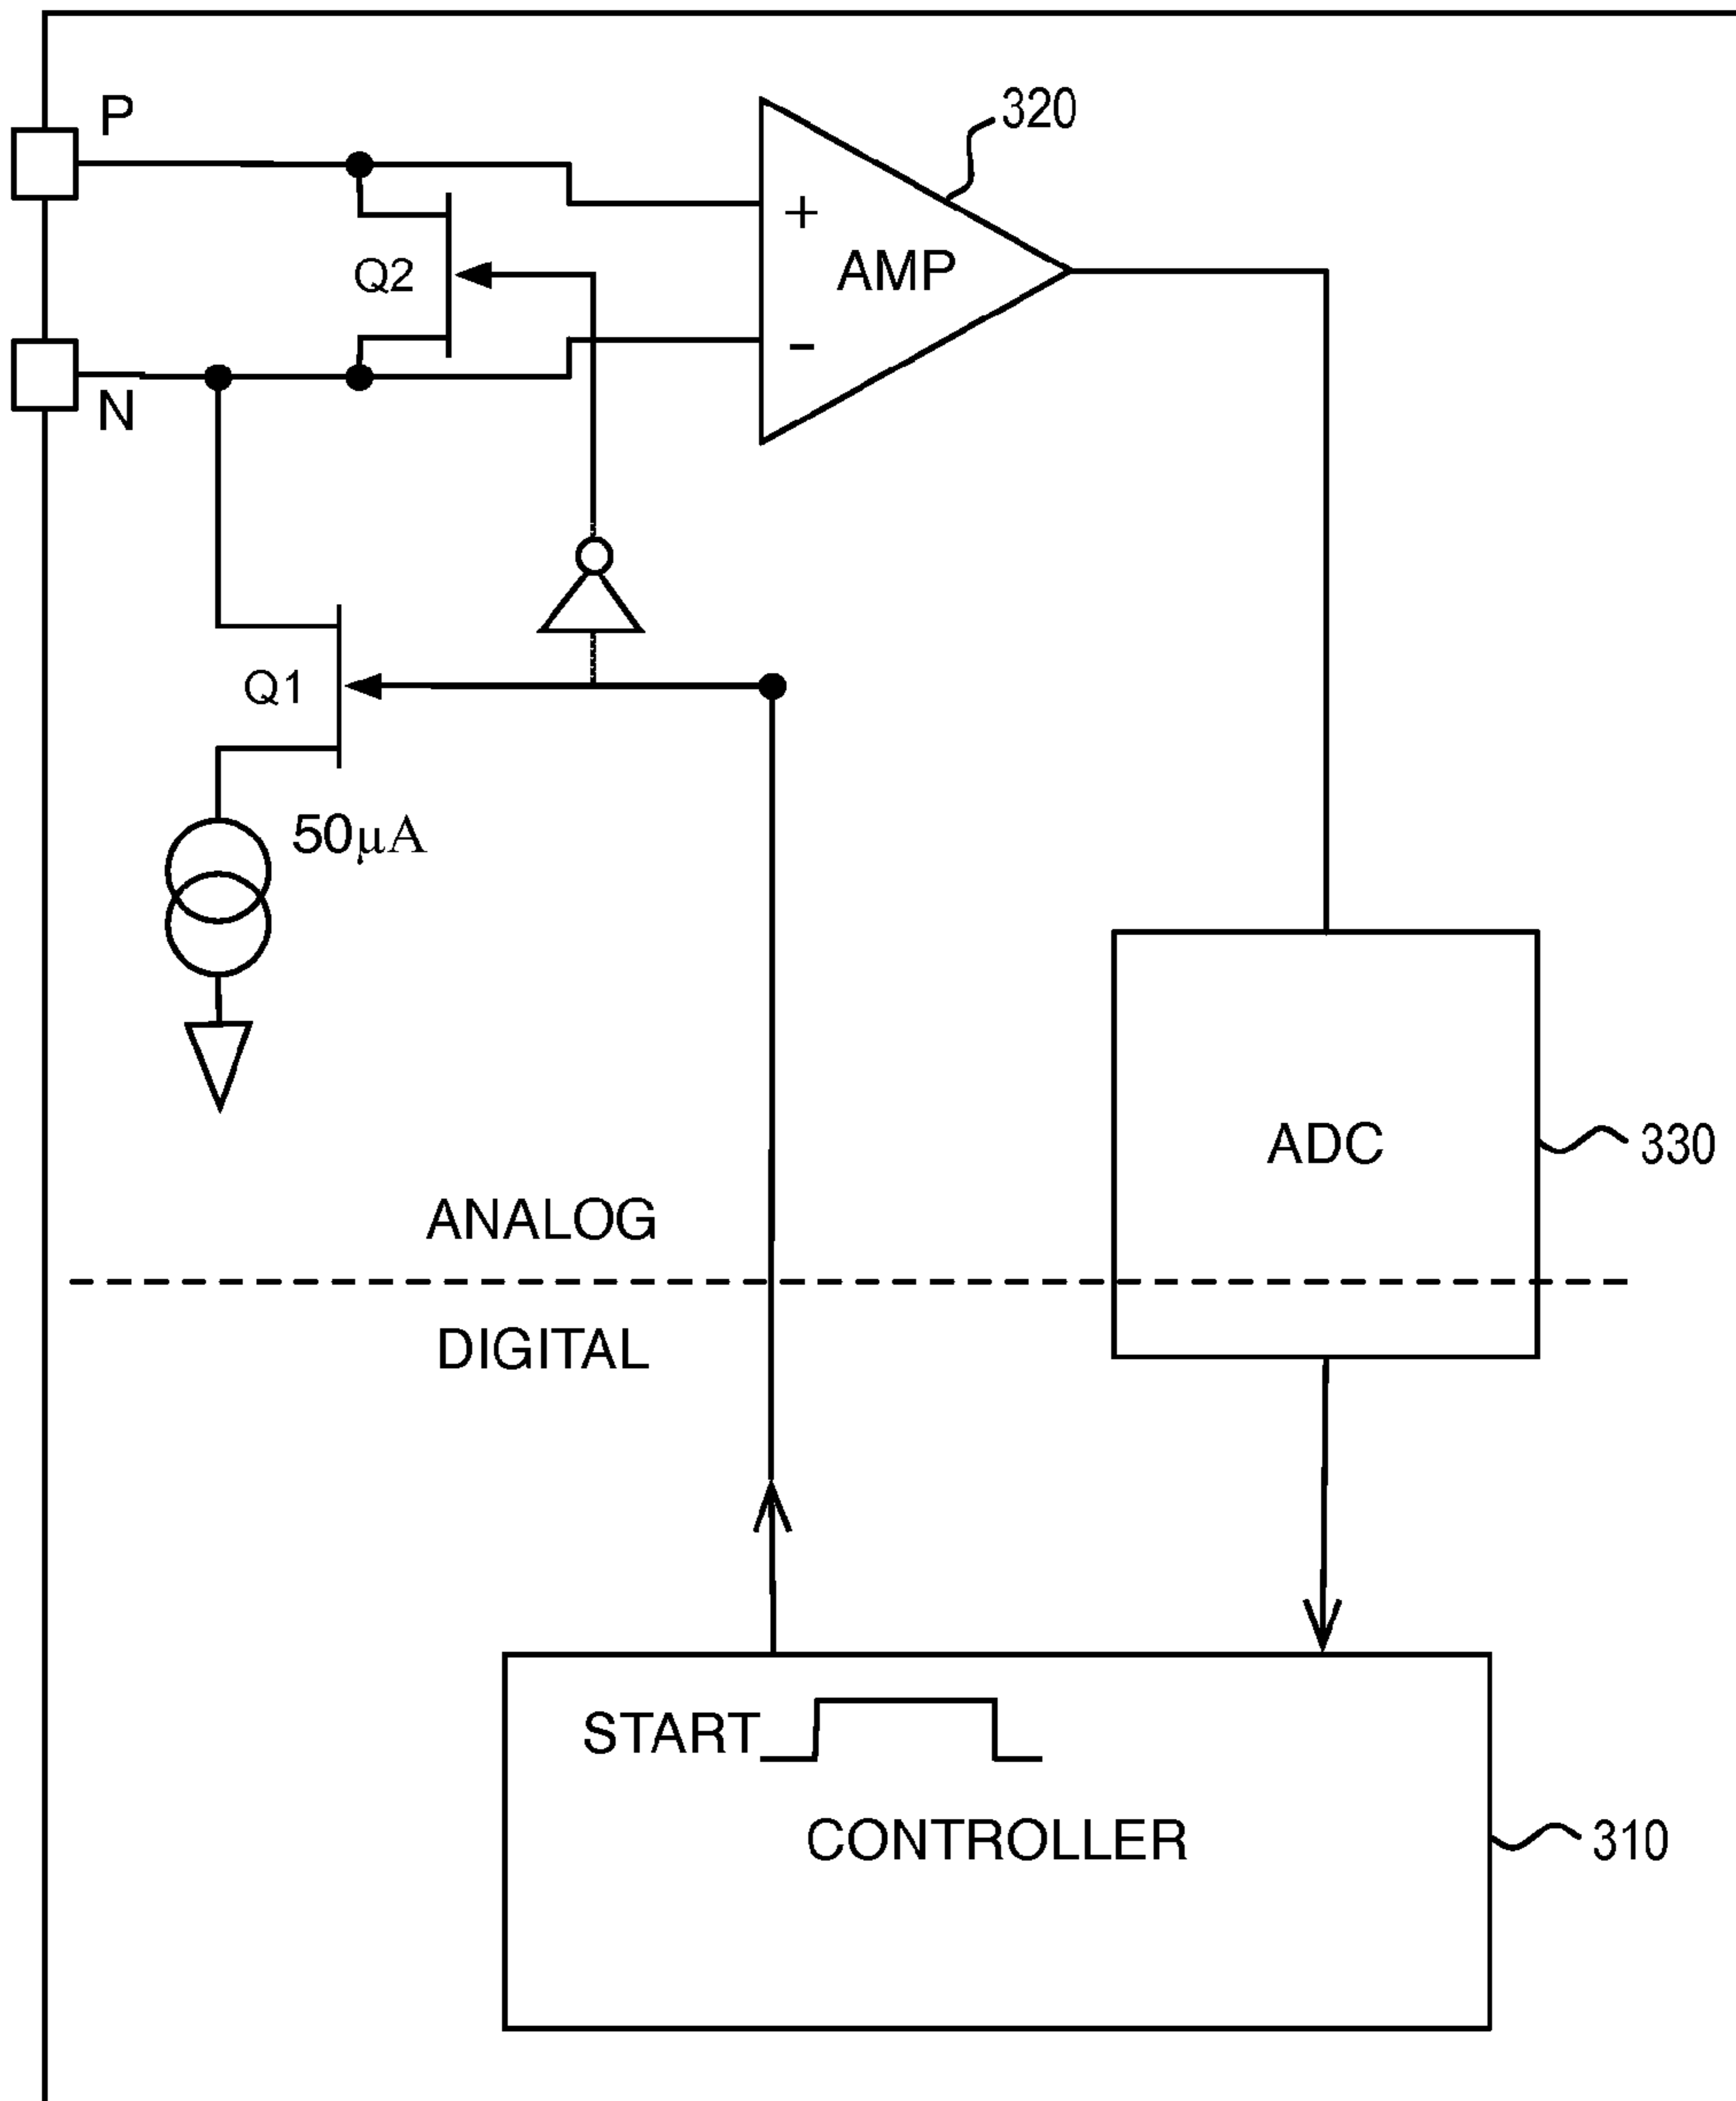 P
320
+
AMP
Q2
-
N
Q1
50μA
ADC
330
ANALOG
DIGITAL
START
CONTROLLER
310